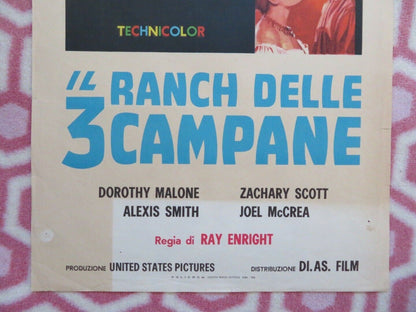 TECHNICOLOR
IL RANCH DELLE
3 CAMPANE
DOROTHY MALONE ZACHARY SCOTT
ALEXIS SMITH JOEL McCREA
Regia di RAY ENRIGHT
PRODUZIONE UNITED STATES PICTURES DISTRIBUZIONE DI.AS. FILM